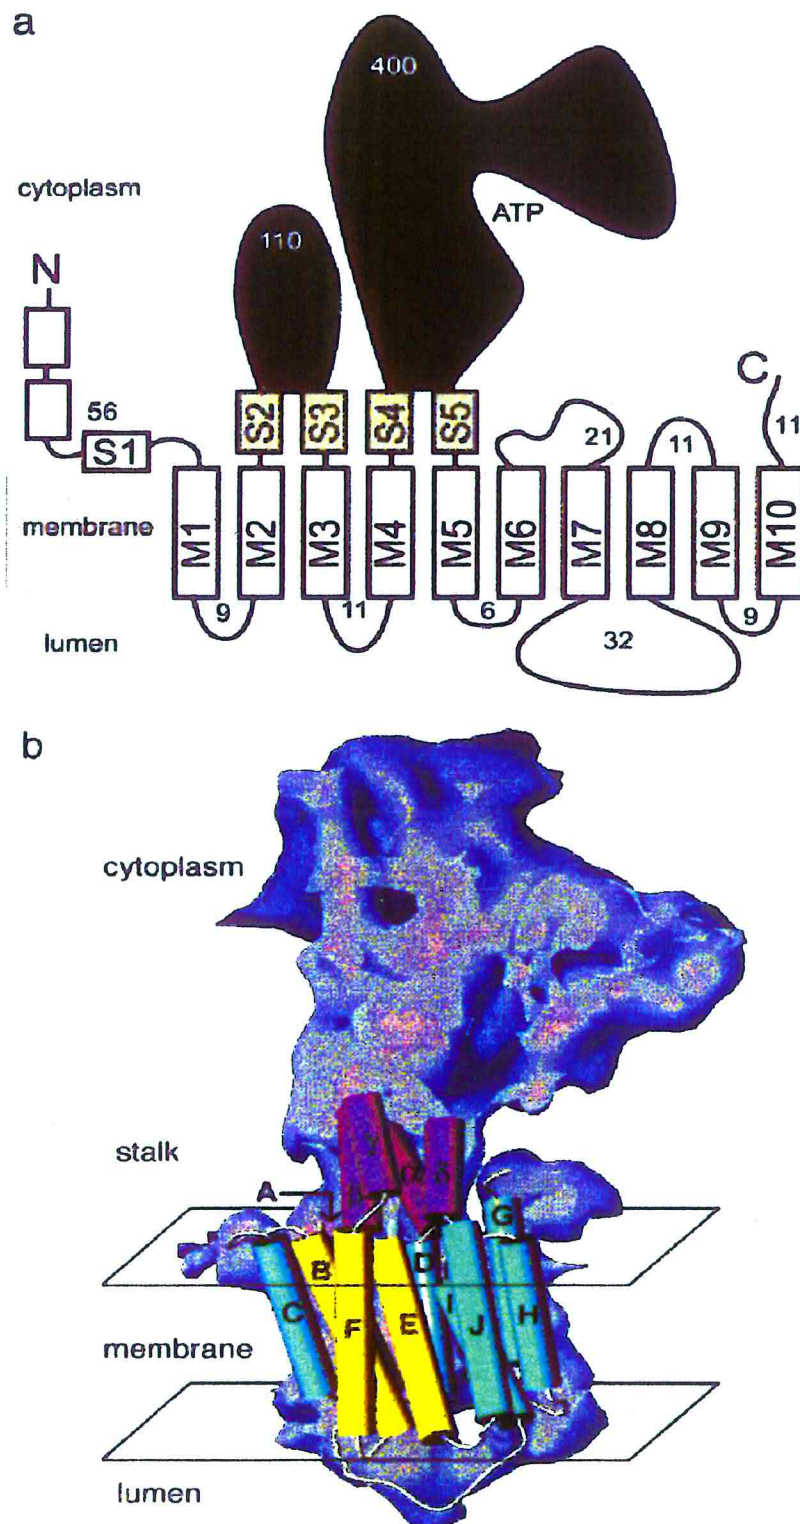 a
400
cytoplasm
ATP
110
N
C
56
S1
S2
S3
S4
S5
21
11
11
membrane
M1
M2
M3
M4
M5
M6
M7
M8
M9
M10
9
11
6
9
lumen
32
b
cytoplasm
stalk
γ
α
δ
β
A
G
B
D
C
F
E
I
J
H
membrane
lumen